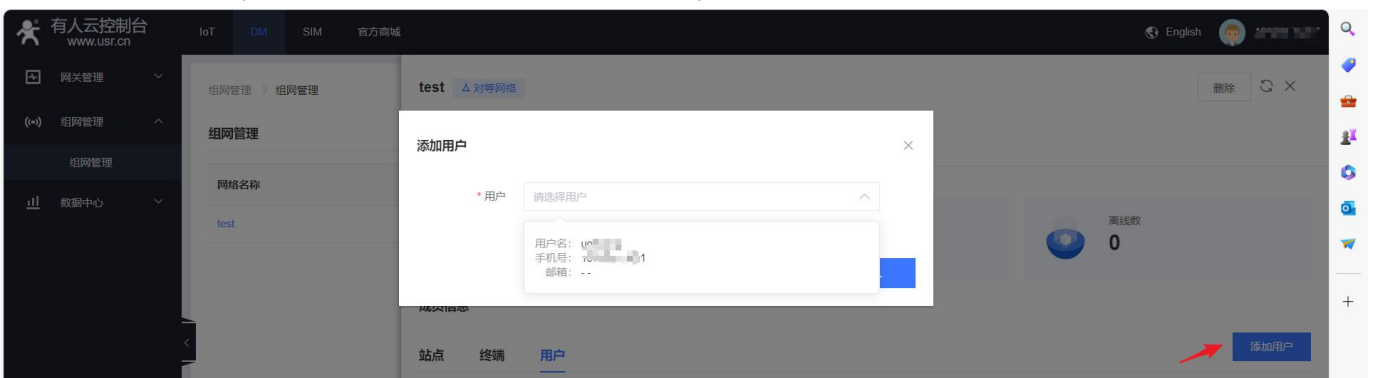 有人云控制台
www.usr.cn
IoT DM SIM 官方商城
English
网关管理
组网管理
组网管理
数据中心
组网管理 > 组网管理
组网管理
网络名称
test
test 对等网络
删除
添加用户
* 用户 请选择用户
用户名：
手机号： 1
邮箱： - -
离线数
0
成员信息
站点 终端 用户
添加用户